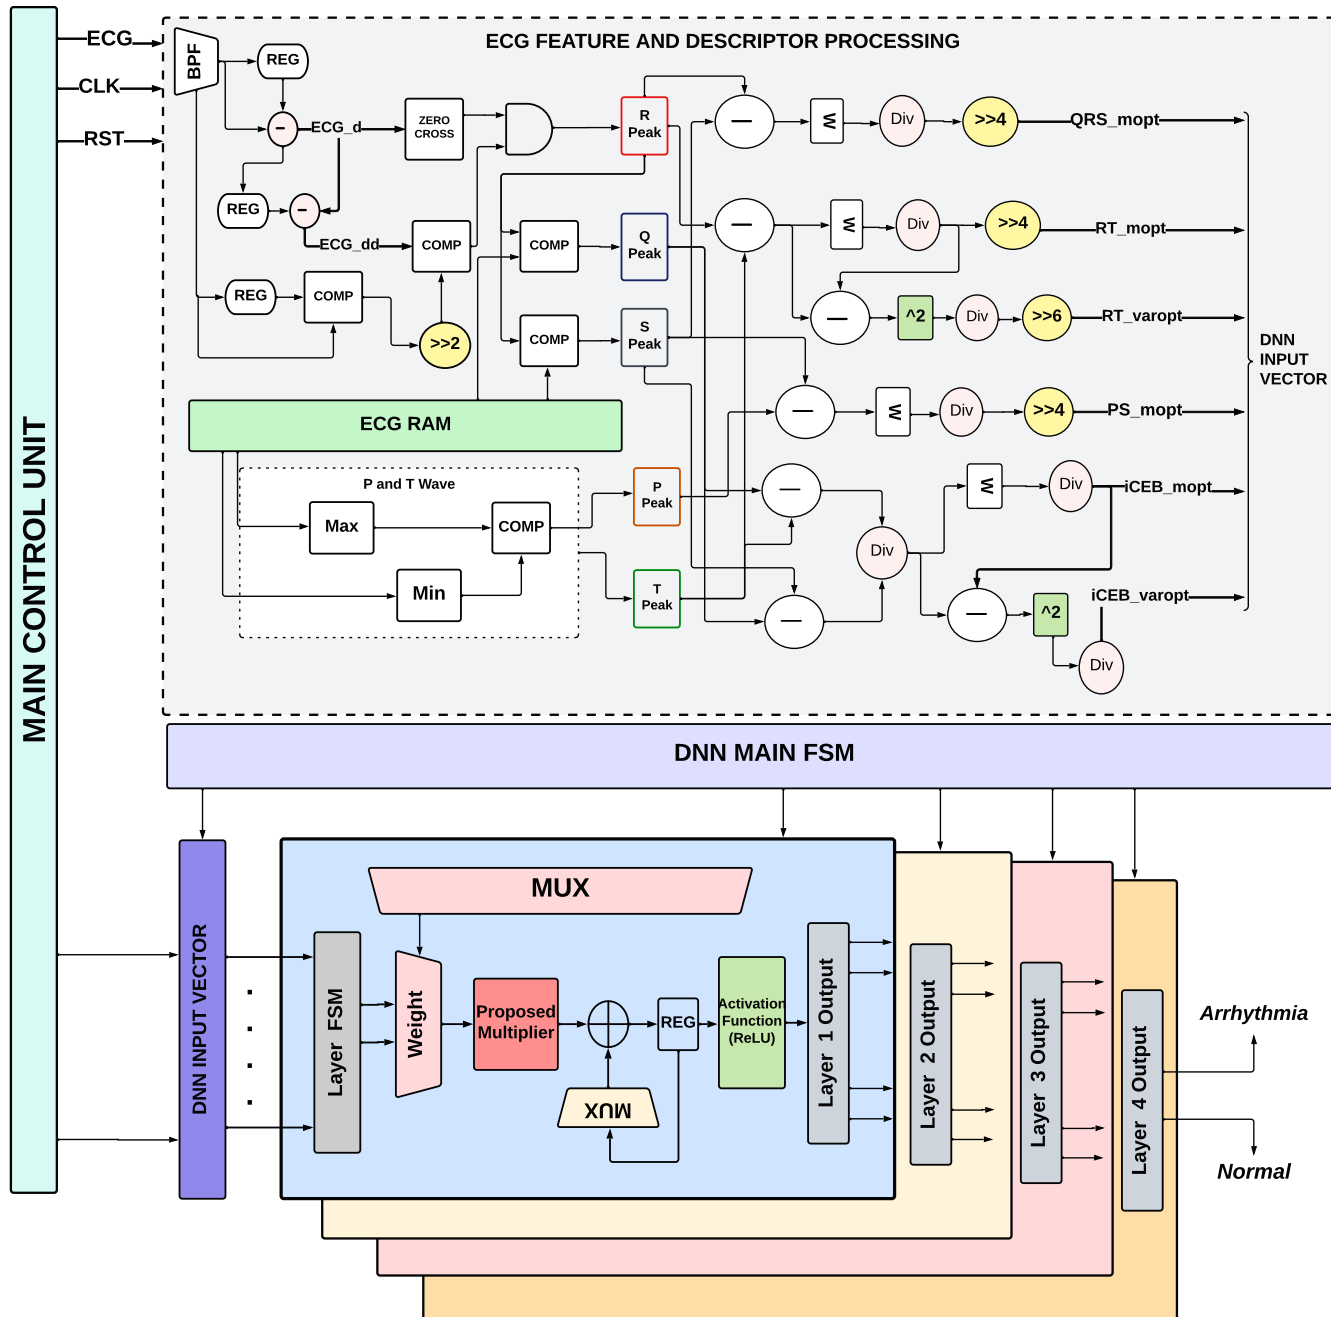 MAIN CONTROL UNIT
ECG
CLK
RST
ECG FEATURE AND DESCRIPTOR PROCESSING
BPF
REG
-
ECG_d
ZERO
CROSS
R
Peak
—
W
Div
>>4
QRS_mopt
REG
-
ECG_dd
COMP
COMP
Q
Peak
—
W
Div
>>4
RT_mopt
REG
COMP
>>2
COMP
S
Peak
—
^2
Div
>>6
RT_varopt
DNN
INPUT
VECTOR
ECG RAM
—
W
Div
>>4
PS_mopt
P and T Wave
Max
COMP
Min
P
Peak
T
Peak
—
—
Div
W
Div
iCEB_mopt
—
^2
Div
iCEB_varopt
DNN MAIN FSM
DNN INPUT VECTOR
MUX
Layer FSM
Weight
Proposed
Multiplier
REG
MUX
Activation
Function
(ReLU)
Layer 1 Output
Layer 2 Output
Layer 3 Output
Layer 4 Output
Arrhythmia
Normal